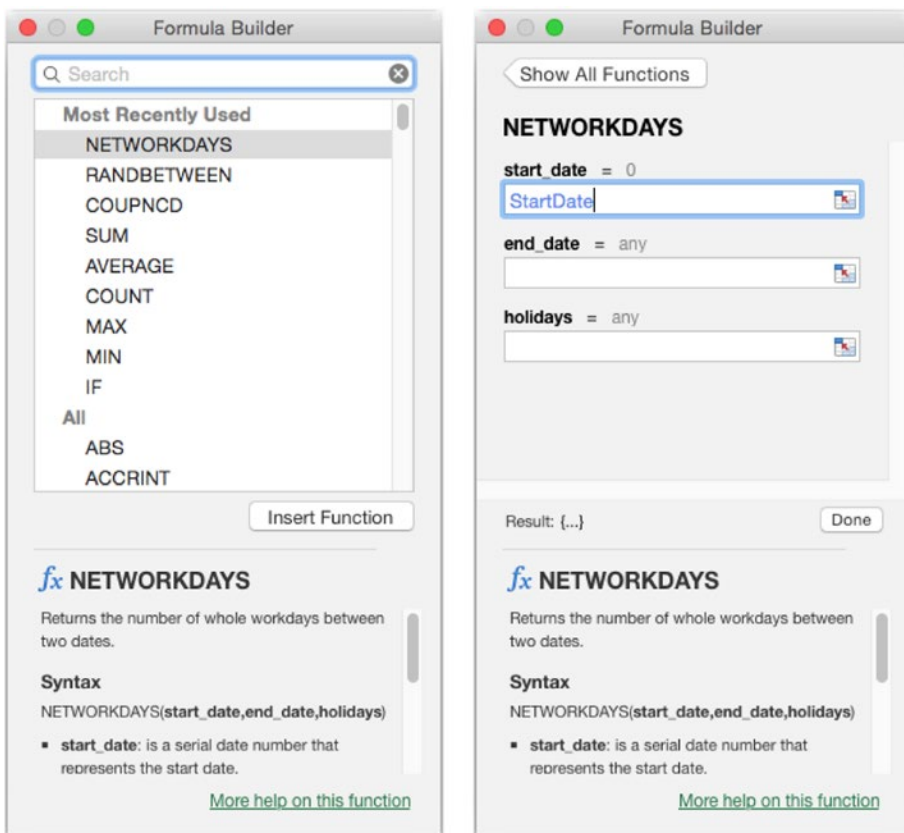 Formula Builder
Search
Most Recently Used
NETWORKDAYS
RANDBETWEEN
COUPNCD
SUM
AVERAGE
COUNT
MAX
MIN
IF
All
ABS
ACCRINT
Insert Function
fx NETWORKDAYS
Returns the number of whole workdays between
two dates.
Syntax
NETWORKDAYS(start_date,end_date,holidays)
▪ start_date: is a serial date number that
represents the start date.
More help on this function
Formula Builder
Show All Functions
NETWORKDAYS
start_date = 0
StartDate
end_date = any
holidays = any
Result: {...}
Done
fx NETWORKDAYS
Returns the number of whole workdays between
two dates.
Syntax
NETWORKDAYS(start_date,end_date,holidays)
▪ start_date: is a serial date number that
represents the start date.
More help on this function